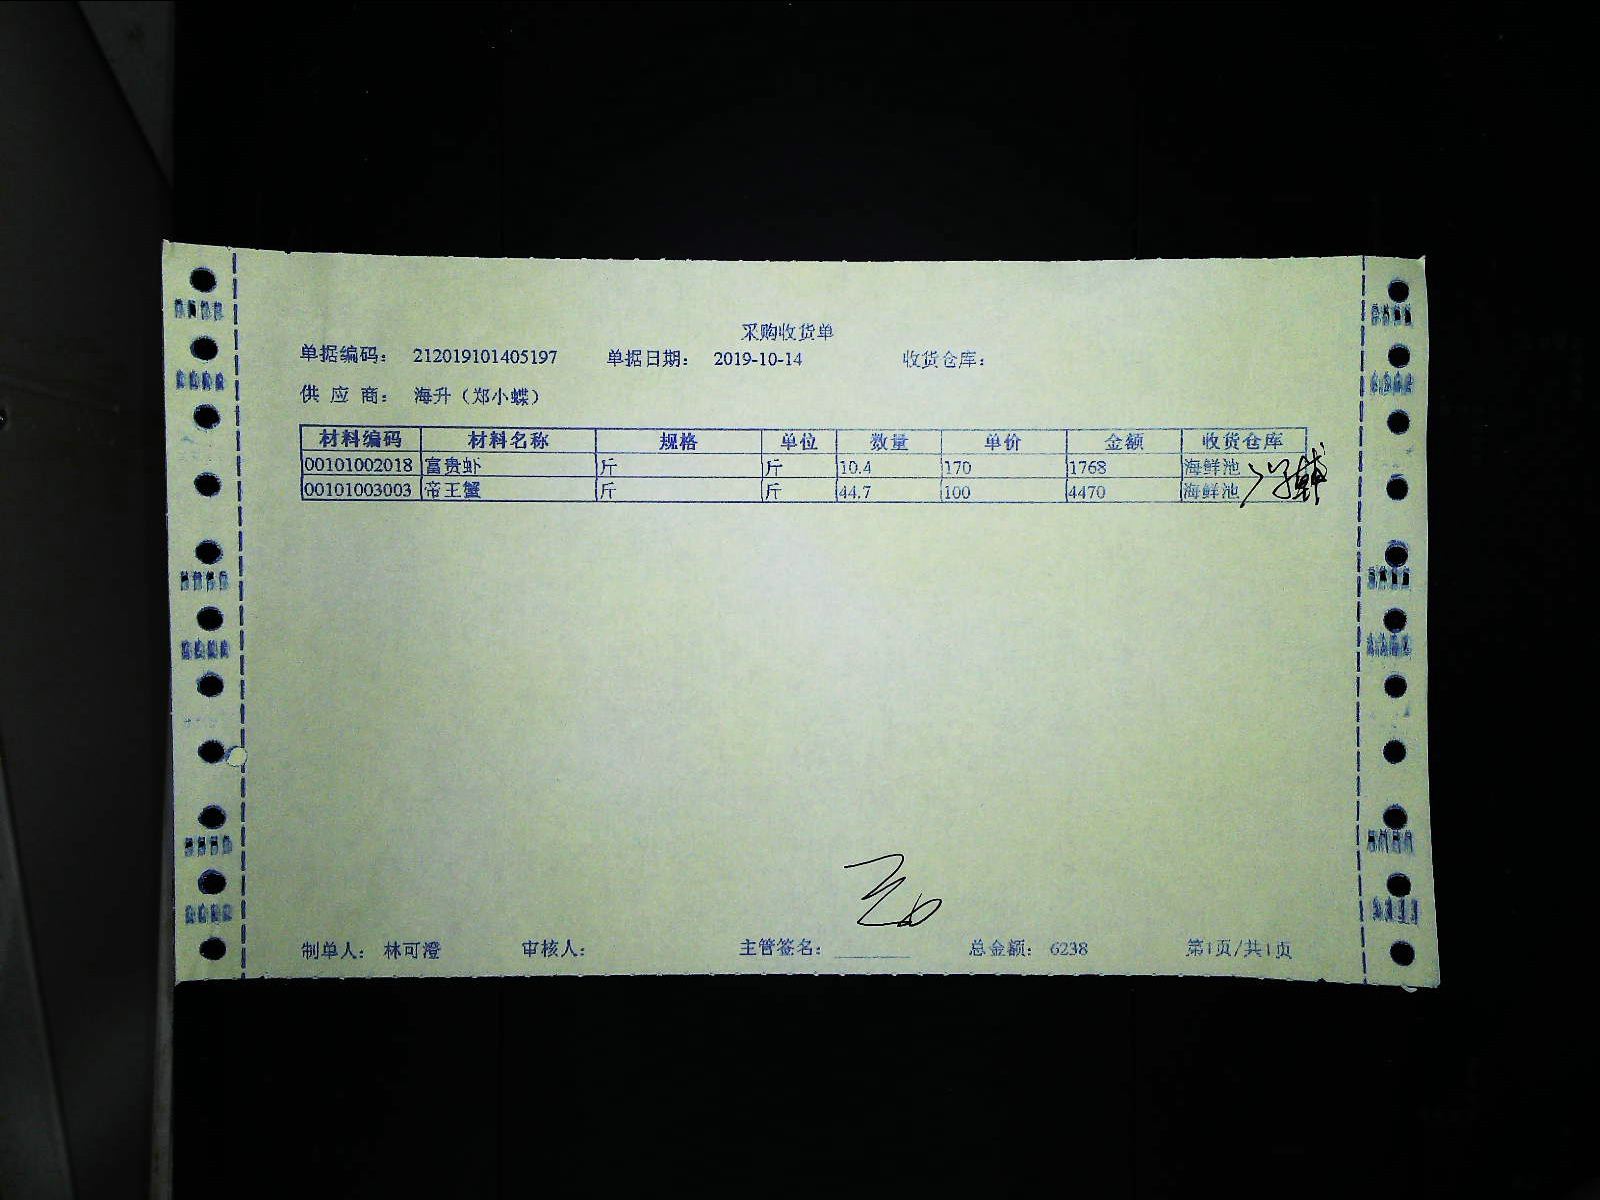 采购收货单
单据编码： 212019101405197 单据日期： 2019-10-14 收货仓库：
供 应 商： 海升（郑小蝶）
材料编码 材料名称 规格 单位 数量 单价 金额 收货仓库
00101002018 富贵虾 斤 斤 10.4 170 1768 海鲜池
00101003003 帝王蟹 斤 斤 44.7 100 4470 海鲜池
制单人： 林可澄 审核人： 主管签名： 总金额： 6238 第1页/共1页